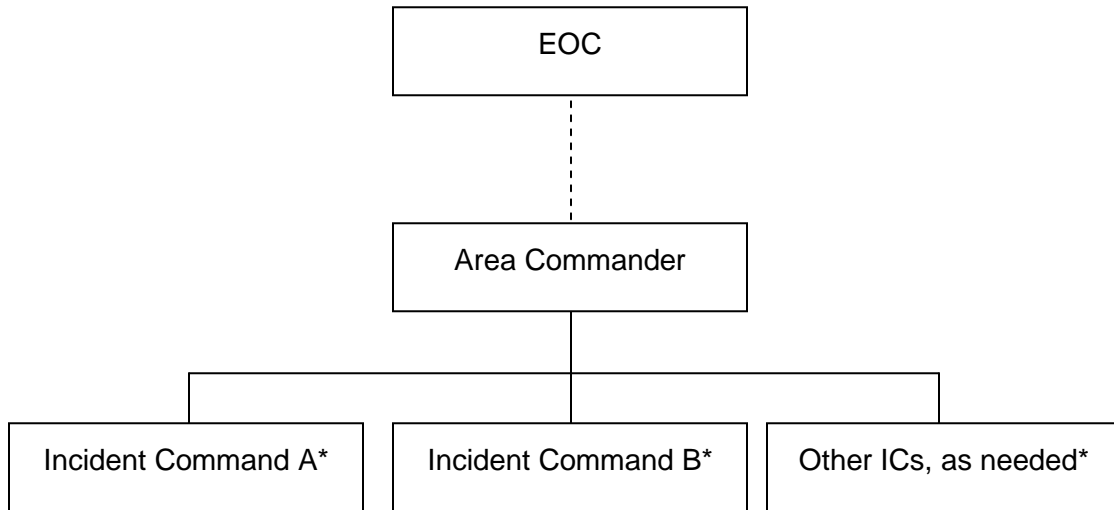 EOC
Area Commander
Incident Command A*
Incident Command B*
Other ICs, as needed*